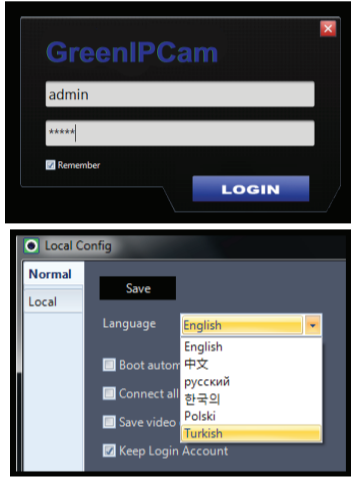 GreenIPCam
admin
*****
Remember
LOGIN
Local Config
Normal
Save
Local
Language
English
English
Boot autom
中文
русский
Connect all
한국의
Save video
Polski
Turkish
Keep Login Account